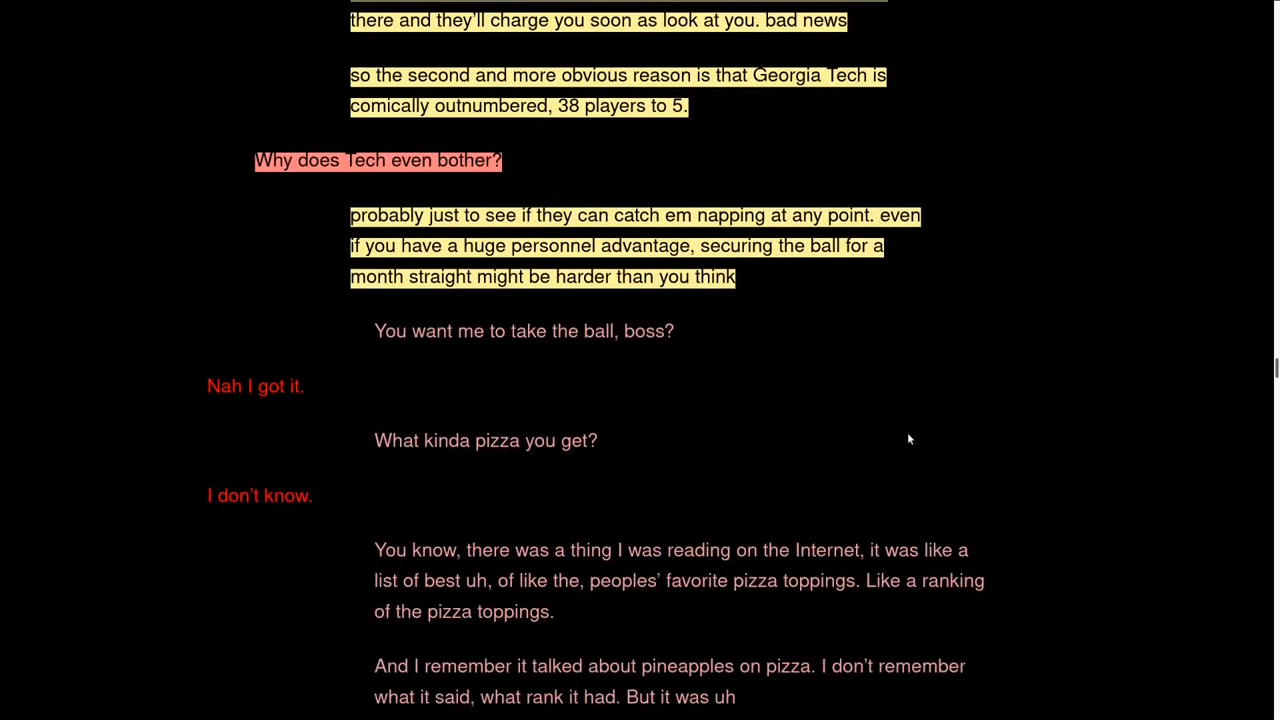 there and they'll charge you soon as look at you. bad news
so the second and more obvious reason is that Georgia Tech is
comically outnumbered, 38 players to 5.
Why does Tech even bother?
probably just to see if they can catch em napping at any point. even
if you have a huge personnel advantage, securing the ball for a
month straight might be harder than you think
You want me to take the ball, boss?
Nah I got it.
What kinda pizza you get?
I don't know.
You know, there was a thing I was reading on the Internet, it was like a
list of best uh, of like the, peoples' favorite pizza toppings. Like a ranking
of the pizza toppings.
And I remember it talked about pineapples on pizza. I don't remember
what it said, what rank it had. But it was uh